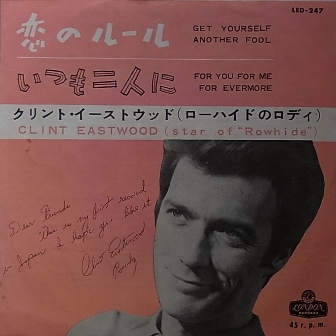 LED-247
恋のルール
GET YOURSELF
ANOTHER FOOL
いつも二人に
FOR YOU FOR ME
FOR EVERMORE
クリント・イーストウッド(ローハイドのロディ)
CLINT EASTWOOD (star of "Rowhide")
Dear Friends
This is my first record
in Japan I hope you like it
Clint Eastwood
Rowdy
LONDON
RECORDS
45 r. p. m.